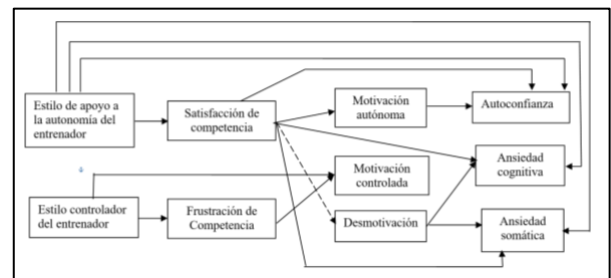 Estilo de apoyo a
la autonomía del
entrenador
Satisfacción de
competencia
Motivación
autónoma
Autoconfianza
Ansiedad
cognitiva
Motivación
controlada
Estilo controlador
del entrenador
Frustración de
Competencia
Desmotivación
Ansiedad
somática